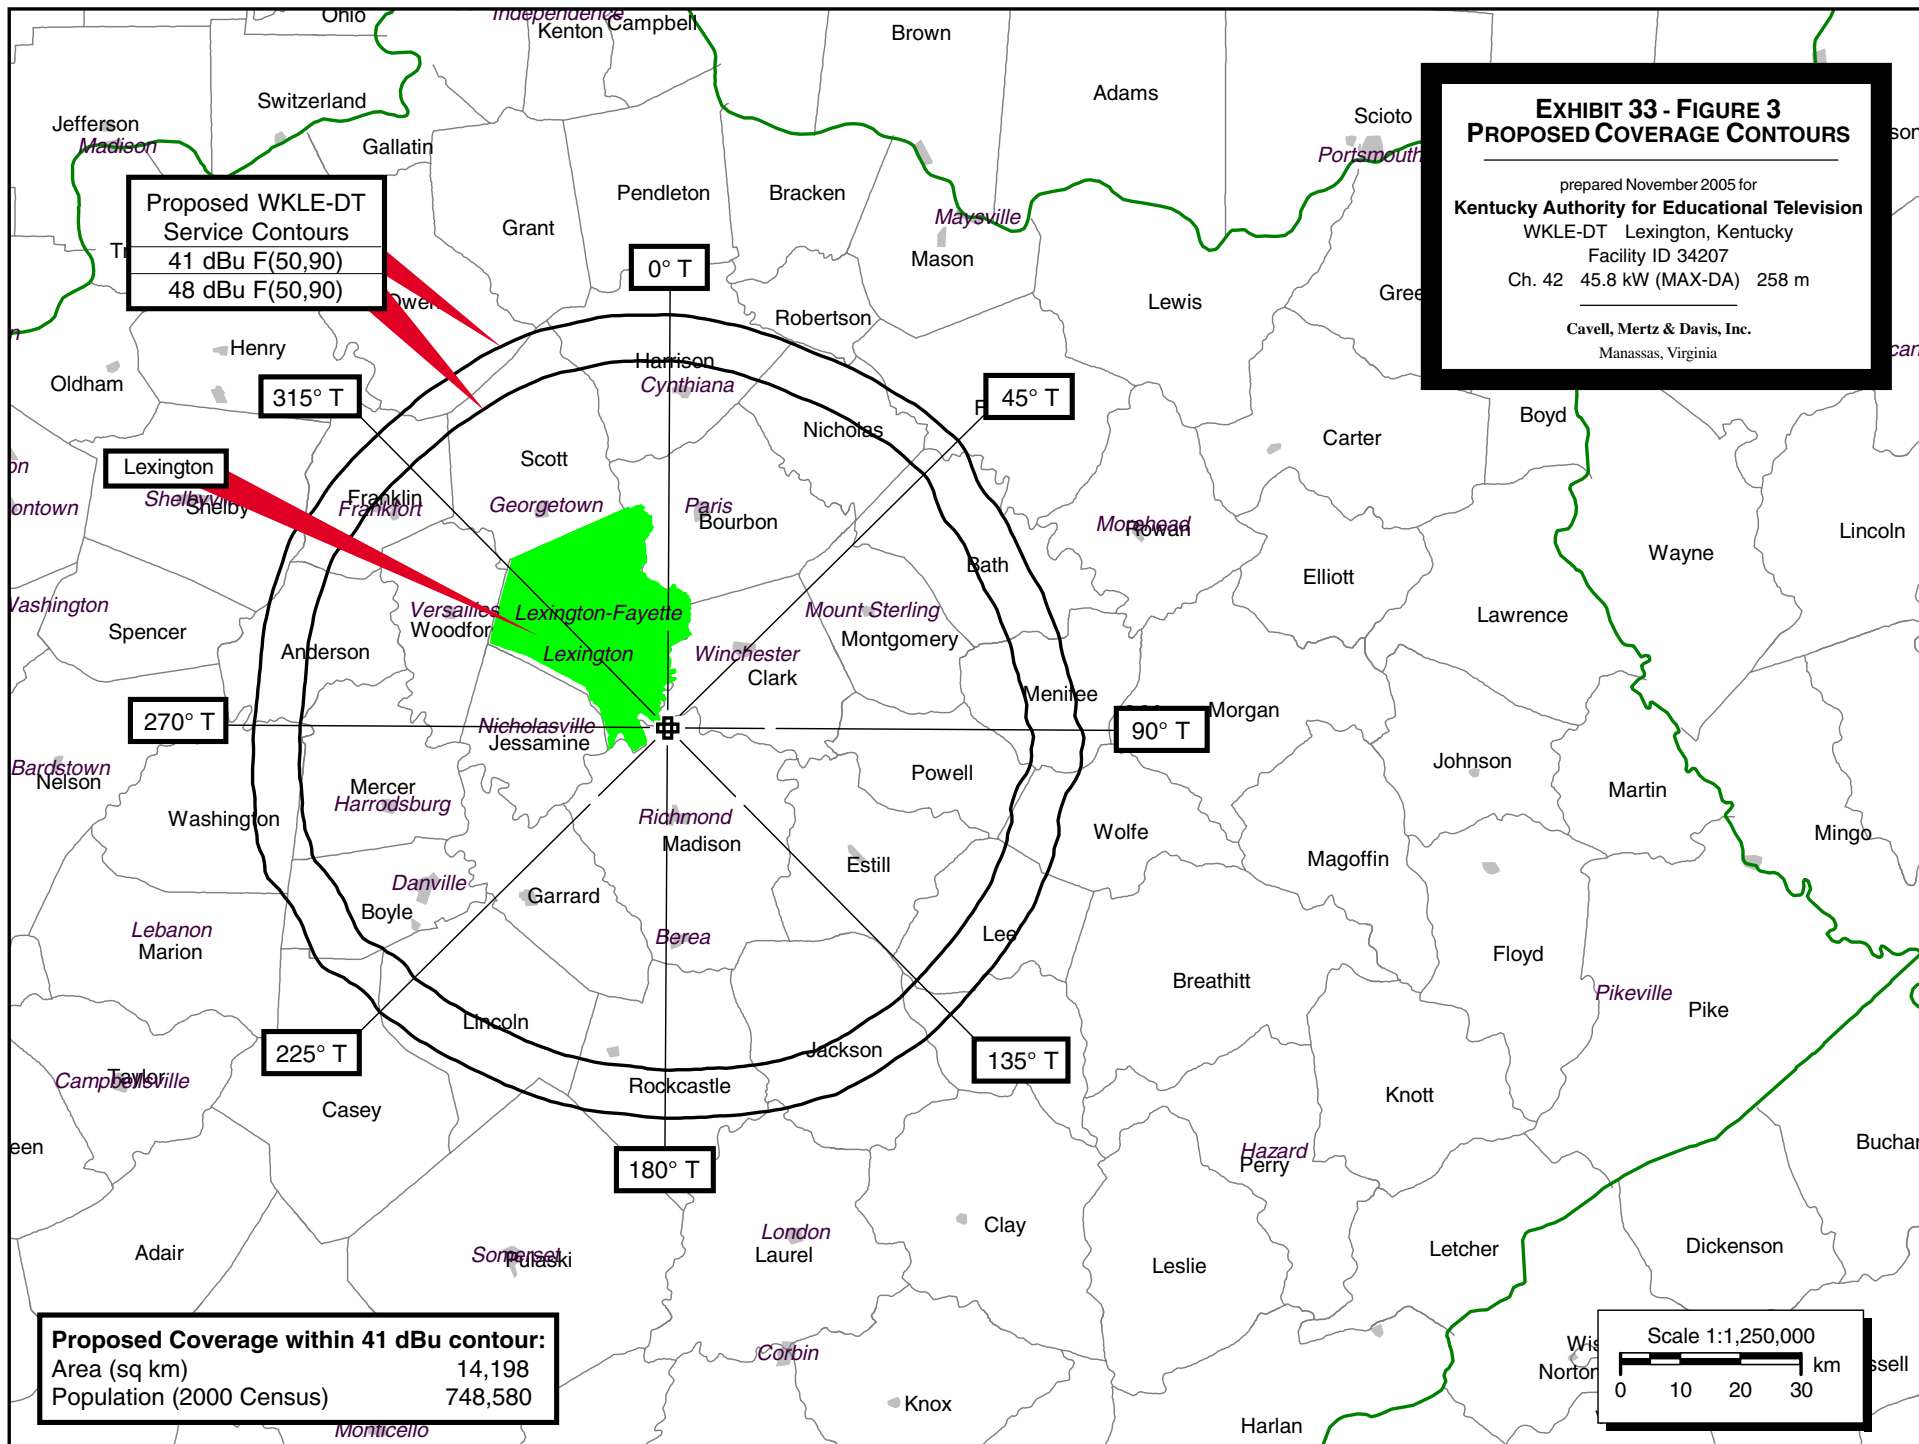 Ohio
Independence
Kenton
Campbell
Brown
Adams
Switzerland
Jefferson
Madison
Gallatin
Scioto
Portsmouth
EXHIBIT 33 - FIGURE 3
PROPOSED COVERAGE CONTOURS
prepared November 2005 for
Kentucky Authority for Educational Television
WKLE-DT Lexington, Kentucky
Facility ID 34207
Ch. 42 45.8 kW (MAX-DA) 258 m
Cavell, Mertz & Davis, Inc.
Manassas, Virginia
Proposed WKLE-DT
Service Contours
41 dBu F(50,90)
48 dBu F(50,90)
Grant
Pendleton
Bracken
Maysville
Mason
Lewis
0° T
Robertson
Henry
Oldham
Harrison
Cynthiana
315° T
45° T
Nicholas
Boyd
Carter
Scott
Lexington
Shelby
Franklin
Frankfort
Georgetown
Paris
Bourbon
Morehead
Rowan
Lincoln
Wayne
Bath
Elliott
Spencer
Versailles
Lexington-Fayette
Mount Sterling
Montgomery
Lawrence
Anderson
Lexington
Winchester
Clark
Menifee
Morgan
270° T
Nicholasville
Jessamine
90° T
Bardstown
Nelson
Mercer
Harrodsburg
Powell
Johnson
Martin
Washington
Richmond
Madison
Wolfe
Mingo
Estill
Magoffin
Danville
Garrard
Boyle
Lebanon
Marion
Berea
Lee
Breathitt
Floyd
Pikeville
Pike
Lincoln
225° T
Jackson
135° T
Campbellsville
Taylor
Rockcastle
Casey
Knott
180° T
Hazard
Perry
Adair
Somerset
Pulaski
London
Laurel
Clay
Leslie
Letcher
Dickenson
Proposed Coverage within 41 dBu contour:
Area (sq km) 14,198
Population (2000 Census) 748,580
Monticello
Corbin
Knox
Harlan
Scale 1:1,250,000
km
0 10 20 30